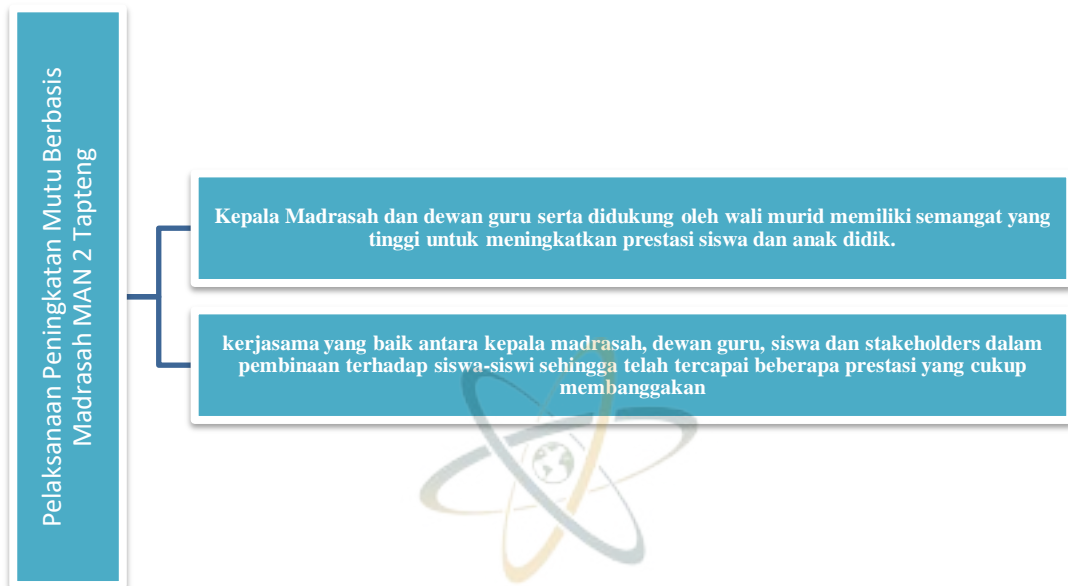 Pelaksanaan Peningkatan Mutu Berbasis
Madrasah MAN 2 Tapteng
Kepala Madrasah dan dewan guru serta didukung oleh wali murid memiliki semangat yang
tinggi untuk meningkatkan prestasi siswa dan anak didik.
kerjasama yang baik antara kepala madrasah, dewan guru, siswa dan stakeholders dalam
pembinaan terhadap siswa-siswi sehingga telah tercapai beberapa prestasi yang cukup
membanggakan